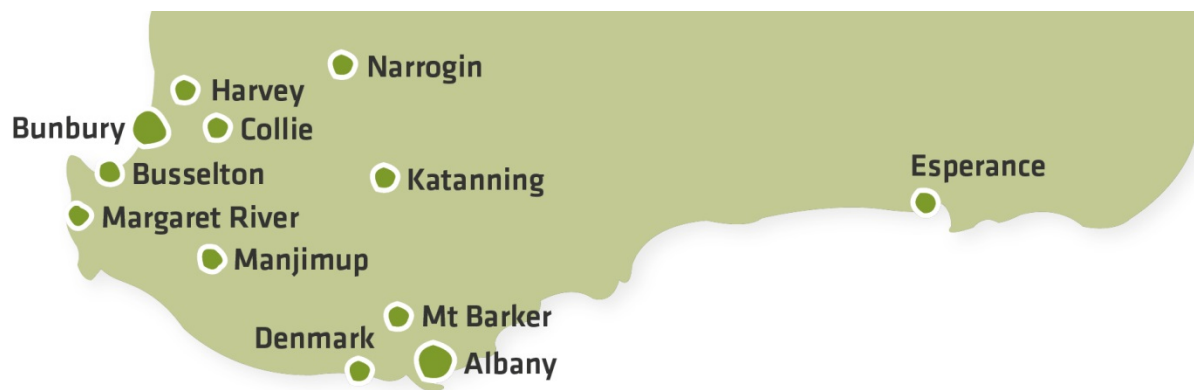 Narrogin
Harvey
Bunbury
Collie
Esperance
Busselton
Katanning
Margaret River
Manjimup
Mt Barker
Denmark
Albany